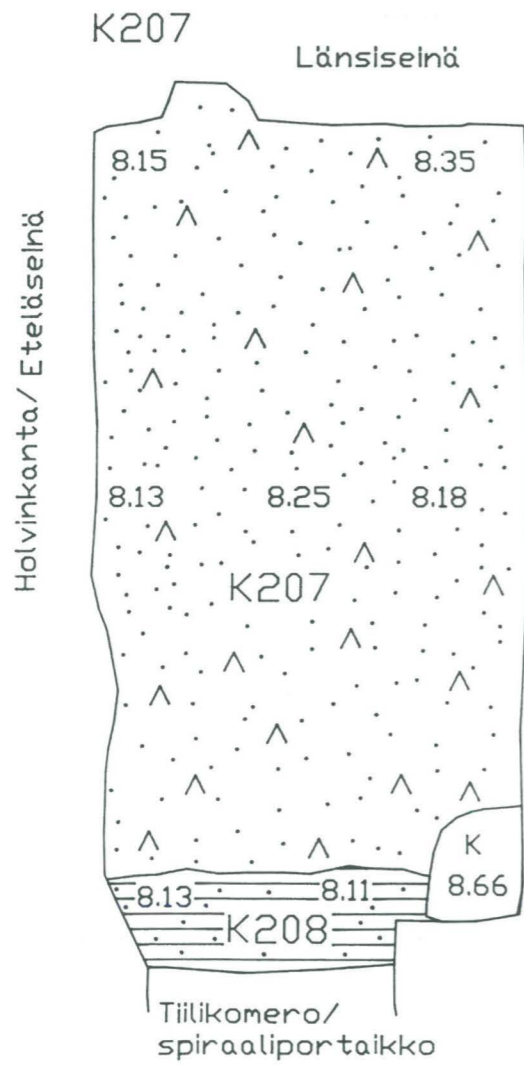 K207
Länsiseinä
8.15 8.35
Holvinkanta/ Eteläseinä
8.13 8.25 8.18
K207
K
8.66
8.13 8.11
K208
Tiilikomero/
spiraaliportaikko